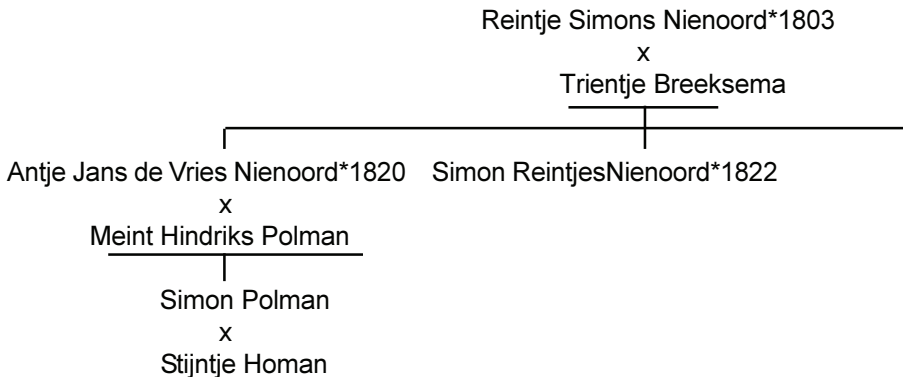 Reintje Simons Nienoord*1803
x
Trientje Breeksema
Antje Jans de Vries Nienoord*1820 Simon ReintjesNienoord*1822
x
Meint Hindriks Polman
Simon Polman
x
Stijntje Homan